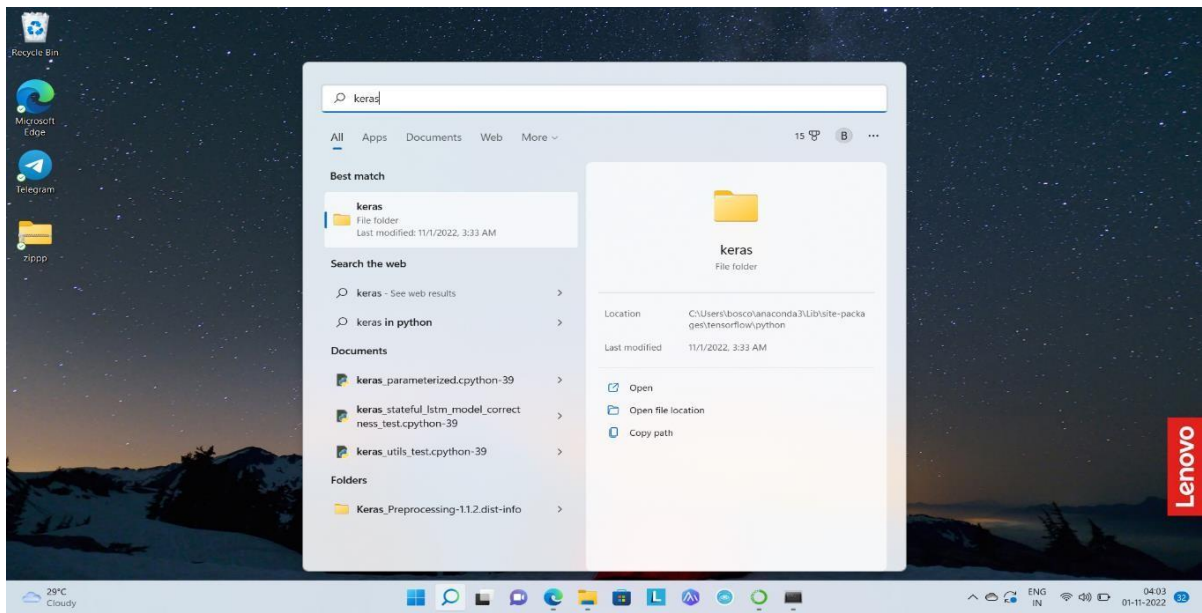 Recycle Bin
Microsoft
Edge
Telegram
zippp
keras
All Apps Documents Web More
15 B ...
Best match
keras
File folder
Last modified: 11/1/2022, 3:33 AM
Search the web
keras - See web results
keras in python
Documents
keras_parameterized.cpython-39
keras_stateful_lstm_model_correct
ness_test.cpython-39
keras_utils_test.cpython-39
Folders
Keras_Preprocessing-1.1.2.dist-info
keras
File folder
Location C:\Users\bosco\anaconda3\Lib\site-packa
ges\tensorflow\python
Last modified 11/1/2022, 3:33 AM
Open
Open file location
Copy path
Lenovo
29°C
Cloudy
L
ENG
IN
04:03
01-11-2022
32